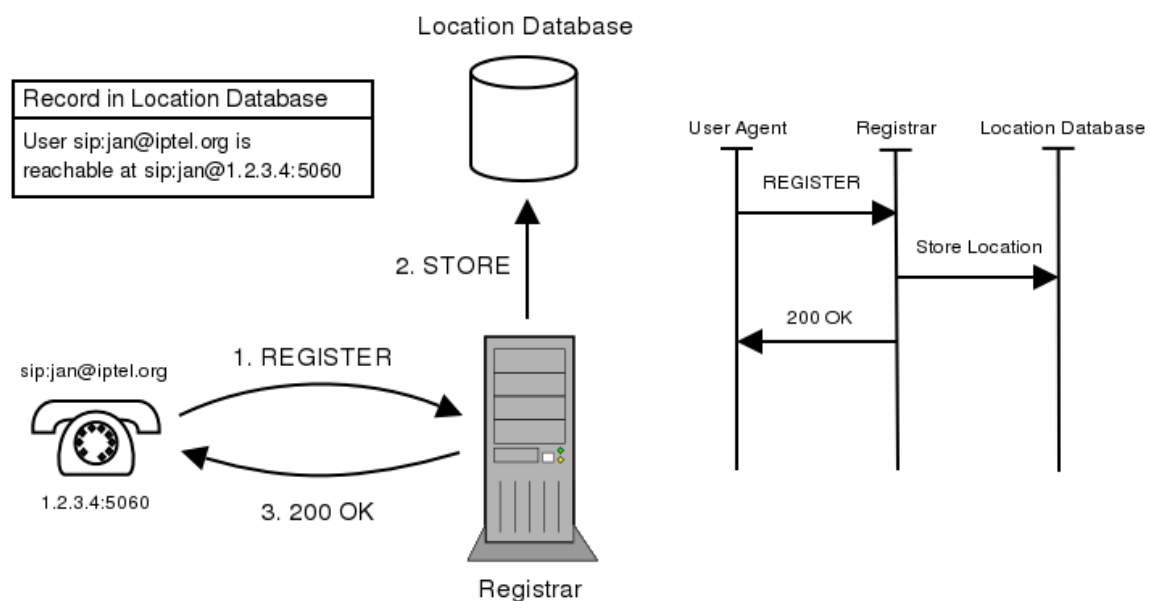 Location Database
Record in Location Database
User sip:jan@iptel.org is
reachable at sip:jan@1.2.3.4:5060
2. STORE
1. REGISTER
sip:jan@iptel.org
1.2.3.4:5060
3. 200 OK
Registrar
User Agent
Registrar
Location Database
REGISTER
Store Location
200 OK